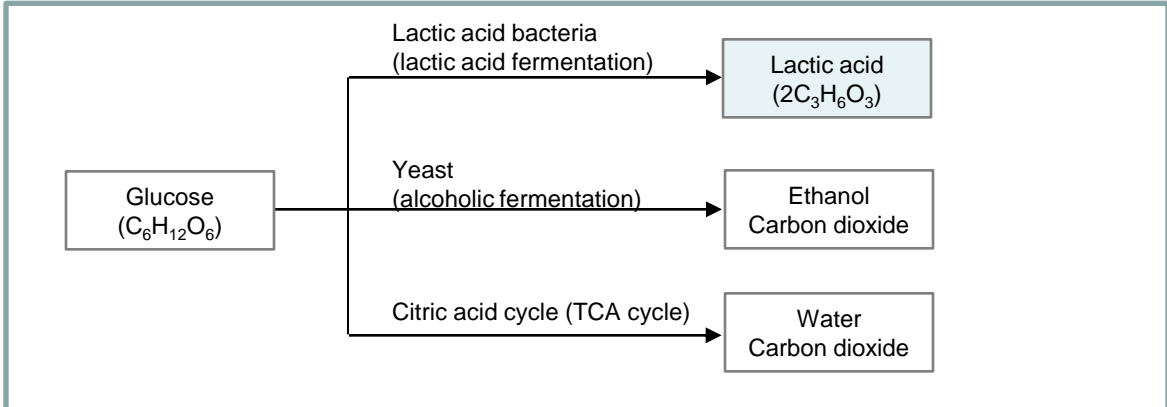 Lactic acid bacteria
(lactic acid fermentation)
Lactic acid
(2C₃H₆O₃)
Glucose
(C₆H₁₂O₆)
Yeast
(alcoholic fermentation)
Ethanol
Carbon dioxide
Citric acid cycle (TCA cycle)
Water
Carbon dioxide